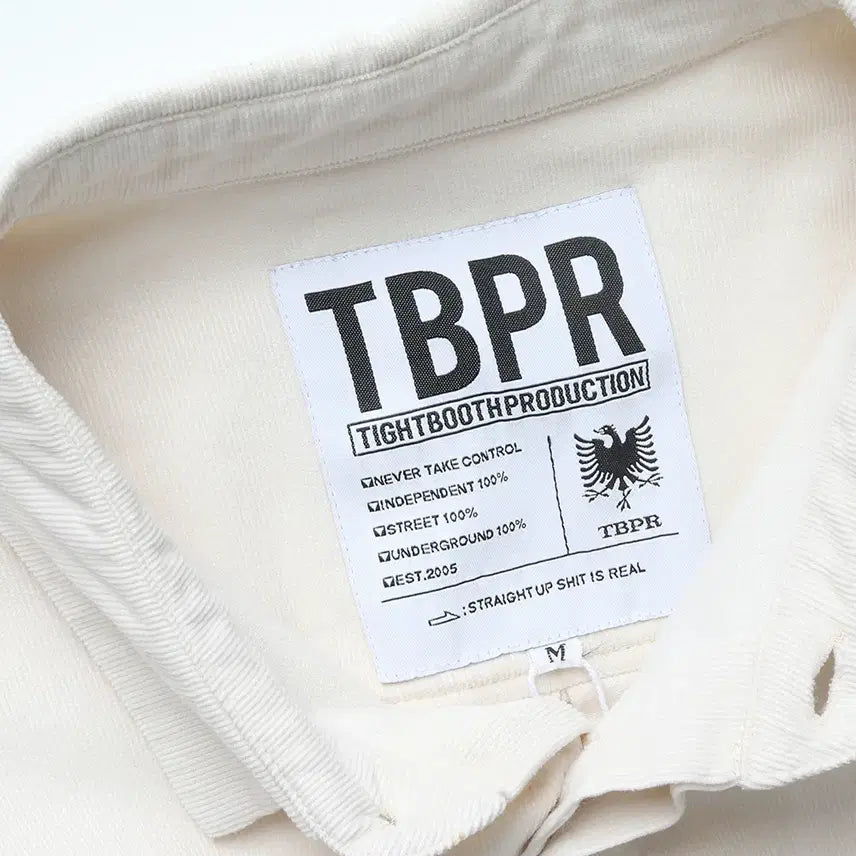 TBPR
TIGHTBOOTHPRODUCTION
NEVER TAKE CONTROL
INDEPENDENT 100%
STREET 100%
UNDERGROUND 100%
EST.2005
TBPR
:STRAIGHT UP SHIT IS REAL
M